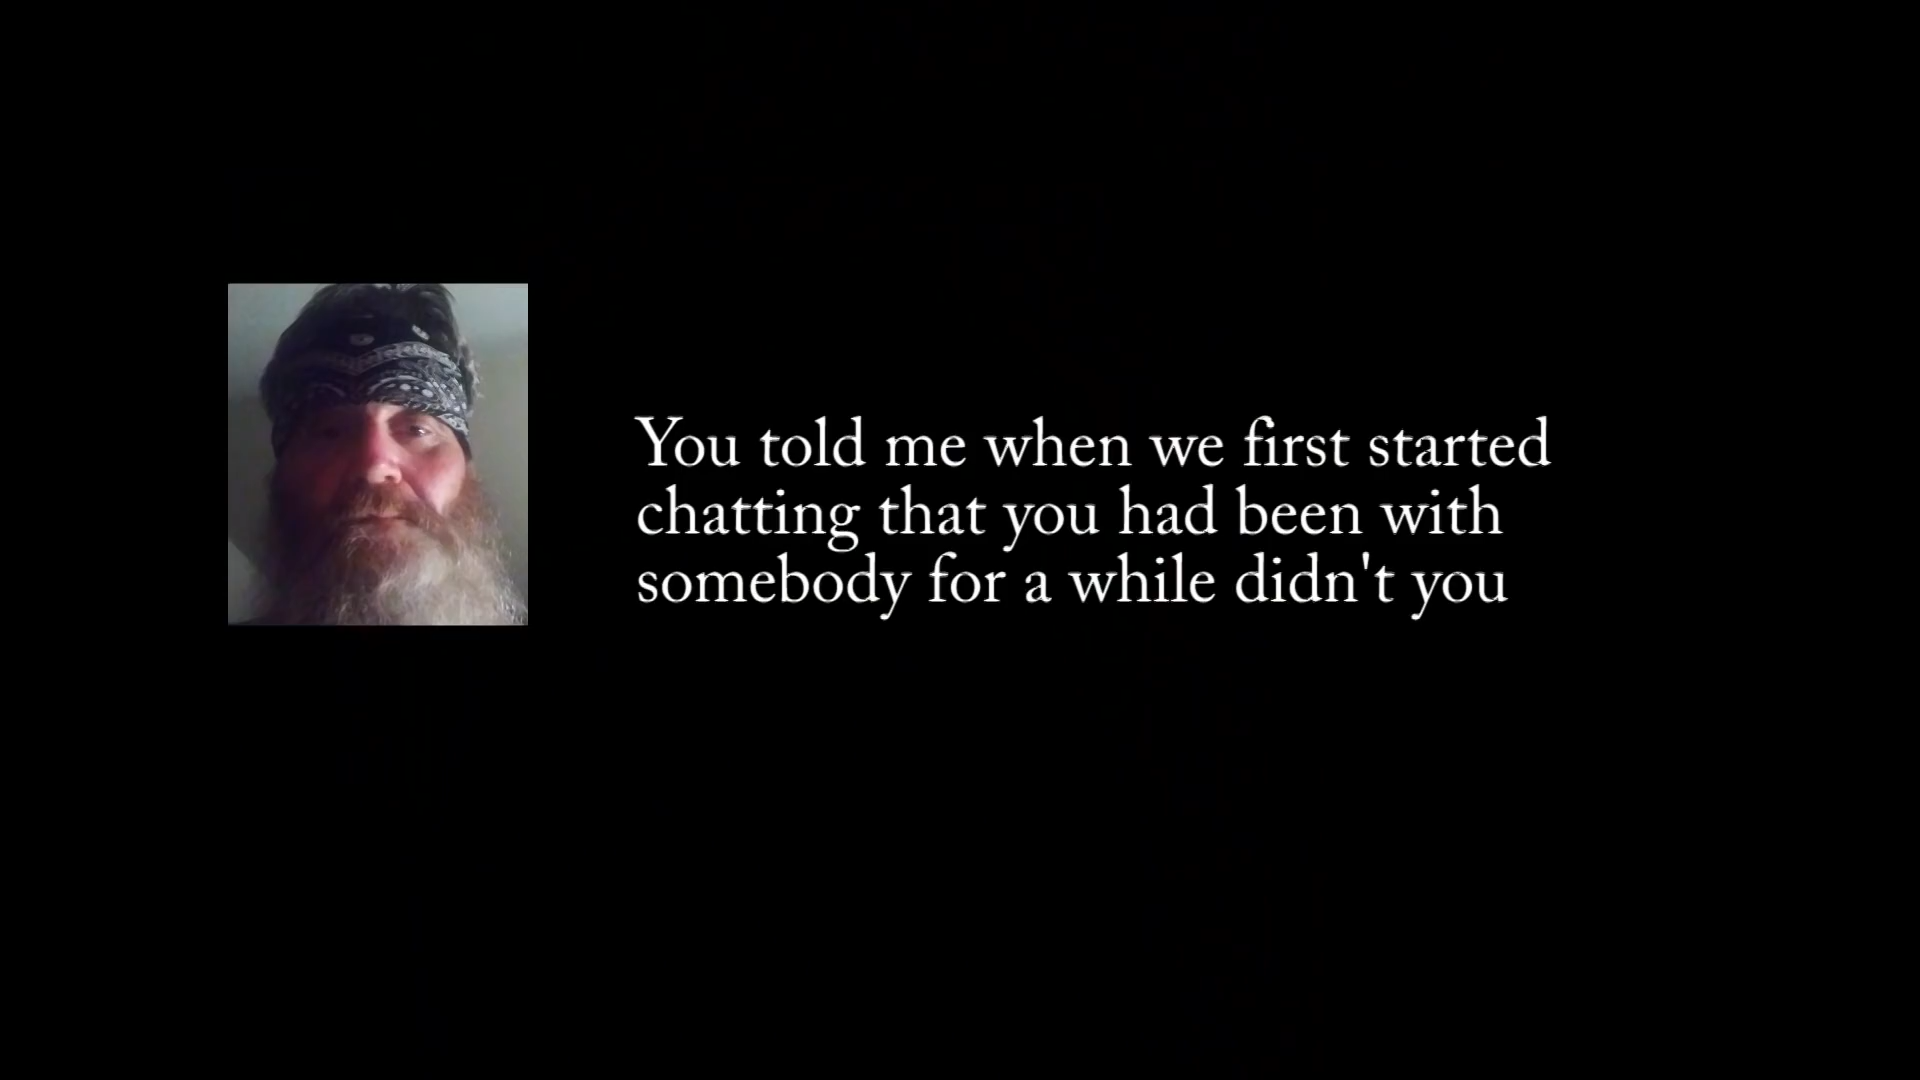 You told me when we first started
chatting that you had been with
somebody for a while didn't you